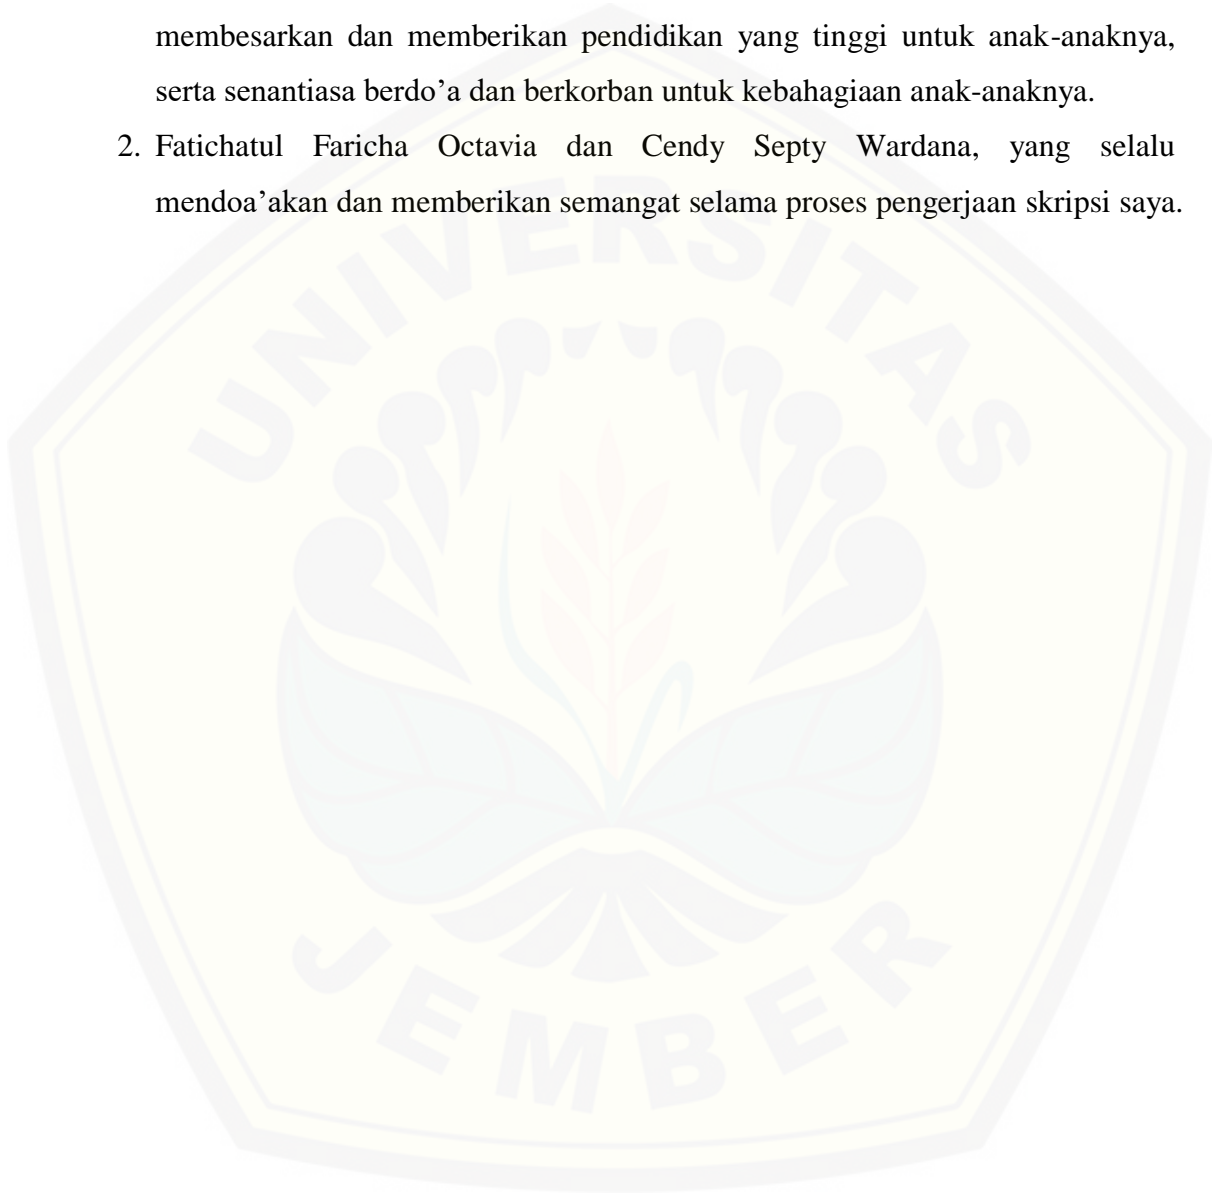 membesarkan dan memberikan pendidikan yang tinggi untuk anak-anaknya,
serta senantiasa berdo’a dan berkorban untuk kebahagiaan anak-anaknya.
2. Fatichatul Faricha Octavia dan Cendy Septy Wardana, yang selalu
mendoa’akan dan memberikan semangat selama proses pengerjaan skripsi saya.
UNIVERSITAS
JEMBER